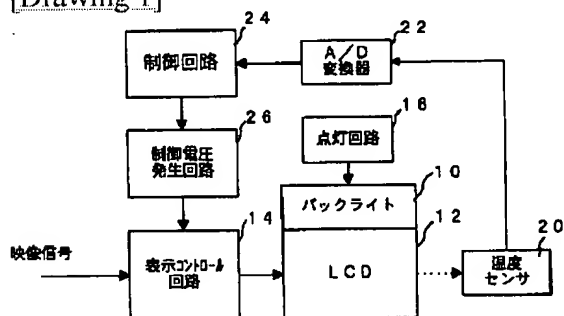 [Drawing 1]
24
制御回路
22
A/D
変換器
26
制御電圧
発生回路
16
点灯回路
10
バックライト
映像信号
14
表示コントロール
回路
12
LCD
20
温度
センサ